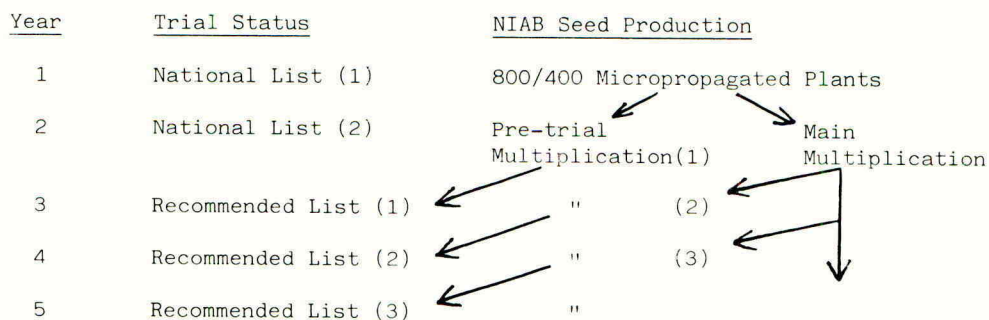 Year Trial Status NIAB Seed Production
1 National List (1) 800/400 Micropropagated Plants
2 National List (2) Pre-trial Main
Multiplication(1) Multiplication
3 Recommended List (1) " (2)
4 Recommended List (2) " (3)
5 Recommended List (3) "